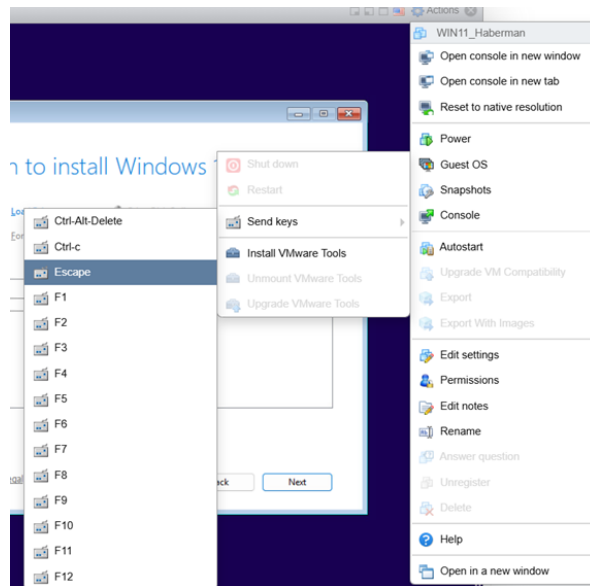 Actions
WIN11_Haberman
Open console in new window
Open console in new tab
Reset to native resolution
Power
Guest OS
Snapshots
Console
Autostart
Upgrade VM Compatibility
Export
Export With Images
Edit settings
Permissions
Edit notes
Rename
Answer question
Unregister
Delete
Help
Open in a new window
Shut down
Restart
Send keys
Install VMware Tools
Unmount VMware Tools
Upgrade VMware Tools
Ctrl-Alt-Delete
Ctrl-c
Escape
F1
F2
F3
F4
F5
F6
F7
F8
F9
F10
F11
F12
n to install Windows
Loa
For
egal
ck
Next